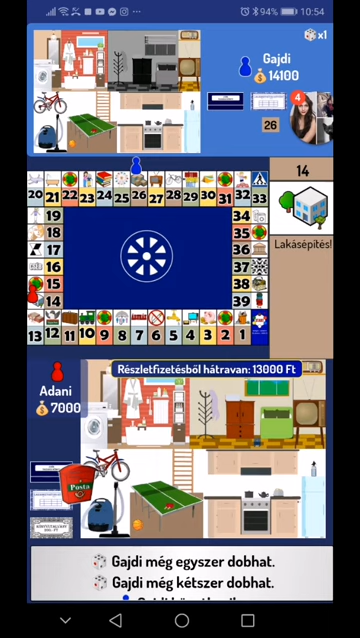 94% 10:54
x1
Gajdi
14100
4
26
14
20 21 22 23 24 25 26 27 28 29 30 31 32 33
19
34
18
35
17
36
16
37
15
38
14
39
13 12 11 10 9 8 7 6 5 4 3 2 1
Lakásépítés!
Részletfizetésből hátravan: 13000 Ft
Adani
7000
Posta
Gajdi még egyszer dobhat.
Gajdi még kétszer dobhat.